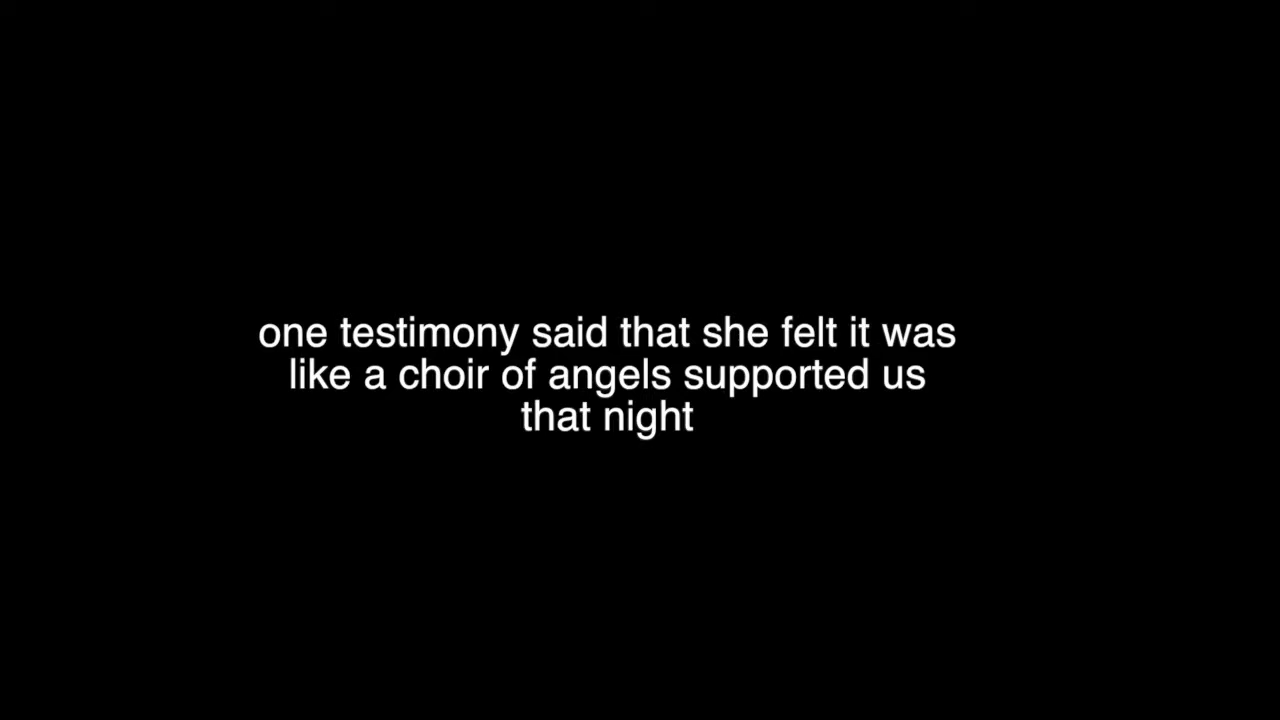 one testimony said that she felt it was
like a choir of angels supported us
that night